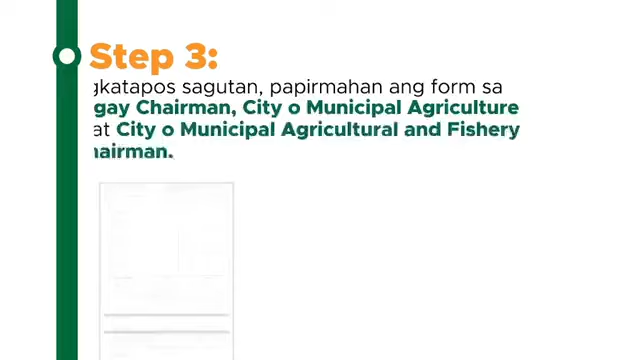 Step 3:
gkatapos sagutan, papirmahan ang form sa
gay Chairman, City o Municipal Agriculture
at City o Municipal Agricultural and Fishery
hairman.